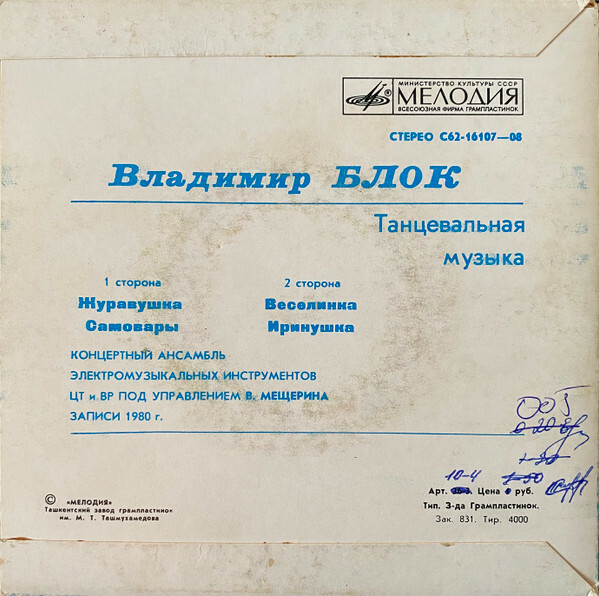 МИНИСТЕРСТВО КУЛЬТУРЫ СССР
МЕЛОДИЯ
ВСЕСОЮЗНАЯ ФИРМА ГРАМПЛАСТИНОК
СТЕРЕО С62-16107—08
Владимир БЛОК
Танцевальная
музыка
1 сторона
Журавушка
Самовары
2 сторона
Веселинка
Иринушка
КОНЦЕРТНЫЙ АНСАМБЛЬ
ЭЛЕКТРОМУЗЫКАЛЬНЫХ ИНСТРУМЕНТОВ
ЦТ и ВР ПОД УПРАВЛЕНИЕМ В. МЕЩЕРИНА
ЗАПИСИ 1980 г.
10-4
Арт. Цена руб.
Тип. З-да Грампластинок.
Зак. 831. Тир. 4000
© «МЕЛОДИЯ»
Ташкентский завод грампластинок
им. М. Т. Ташмухамедова